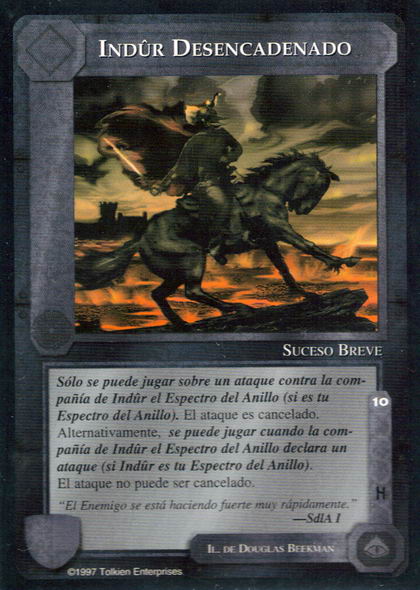 INDÛR DESENCADENADO
SUCESO BREVE
Sólo se puede jugar sobre un ataque contra la com-
pañía de Indûr el Espectro del Anillo (si es tu
Espectro del Anillo). El ataque es cancelado.
Alternativamente, se puede jugar cuando la com-
pañía de Indûr el Espectro del Anillo declara un
ataque (si Indûr es tu Espectro del Anillo).
El ataque no puede ser cancelado.
"El Enemigo se está haciendo fuerte muy rápidamente."
—SdlA I
10
H
IL. DE DOUGLAS BEEKMAN
©1997 Tolkien Enterprises